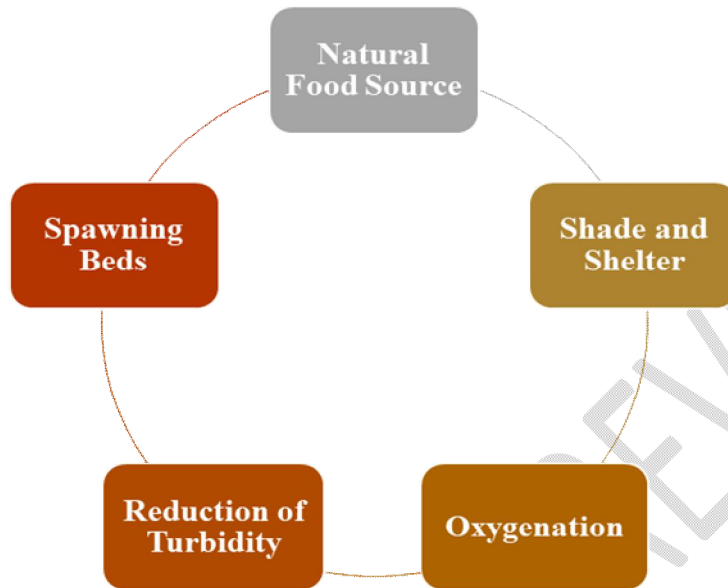 Natural
Food Source
Shade and
Shelter
Oxygenation
Reduction of
Turbidity
Spawning
Beds